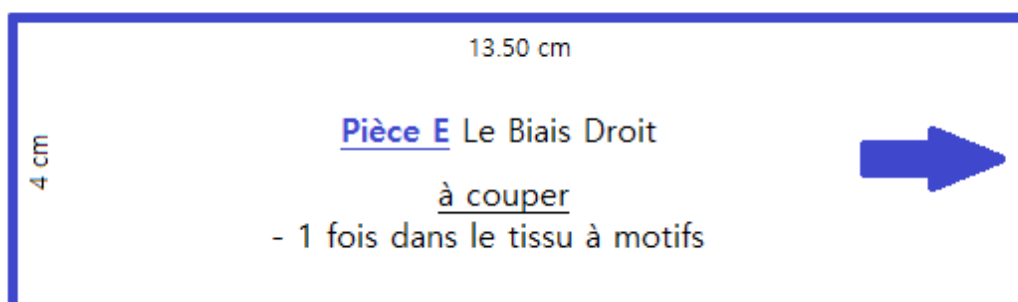 13.50 cm
4 cm
Pièce E Le Biais Droit
à couper
- 1 fois dans le tissu à motifs